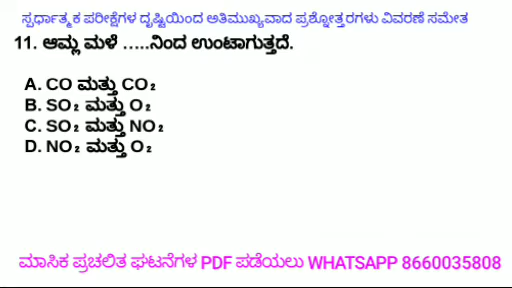 ಸ್ಪರ್ಧಾತ್ಮಕ ಪರೀಕ್ಷೆಗಳ ದೃಷ್ಟಿಯಿಂದ ಅತಿಮುಖ್ಯವಾದ ಪ್ರಶ್ನೋತ್ತರಗಳು ವಿವರಣೆ ಸಮೇತ
11. ಆಮ್ಲ ಮಳೆ .....ನಿಂದ ಉಂಟಾಗುತ್ತದೆ.
A. CO ಮತ್ತು CO₂
B. SO₂ ಮತ್ತು O₂
C. SO₂ ಮತ್ತು NO₂
D. NO₂ ಮತ್ತು O₂
ಮಾಸಿಕ ಪ್ರಚಲಿತ ಘಟನೆಗಳ PDF ಪಡೆಯಲು WHATSAPP 8660035808